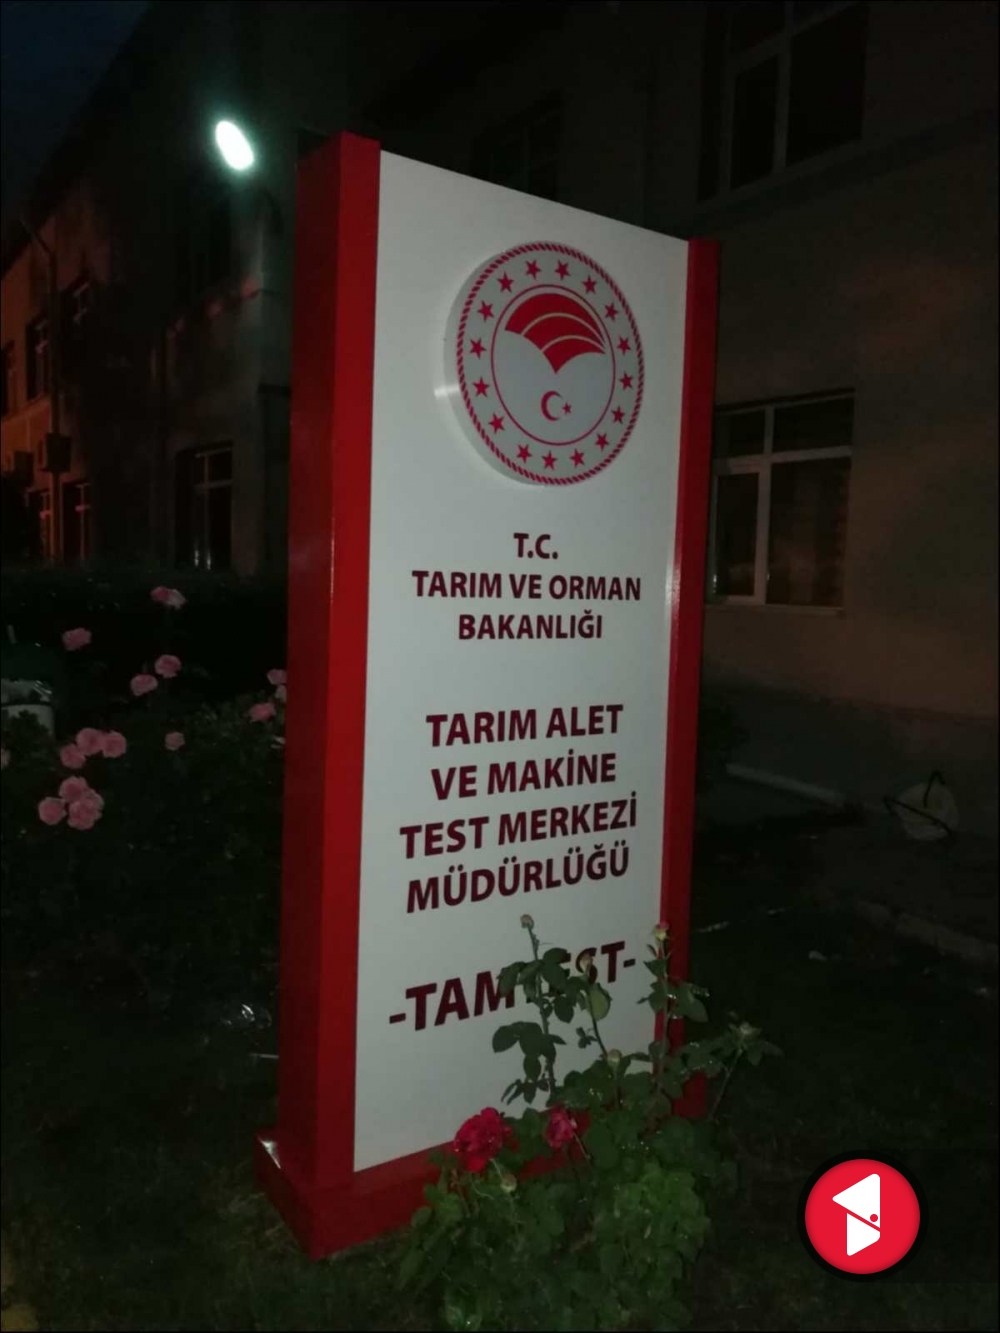 T.C.
TARIM VE ORMAN
BAKANLIĞI
TARIM ALET
VE MAKİNE
TEST MERKEZİ
MÜDÜRLÜĞÜ